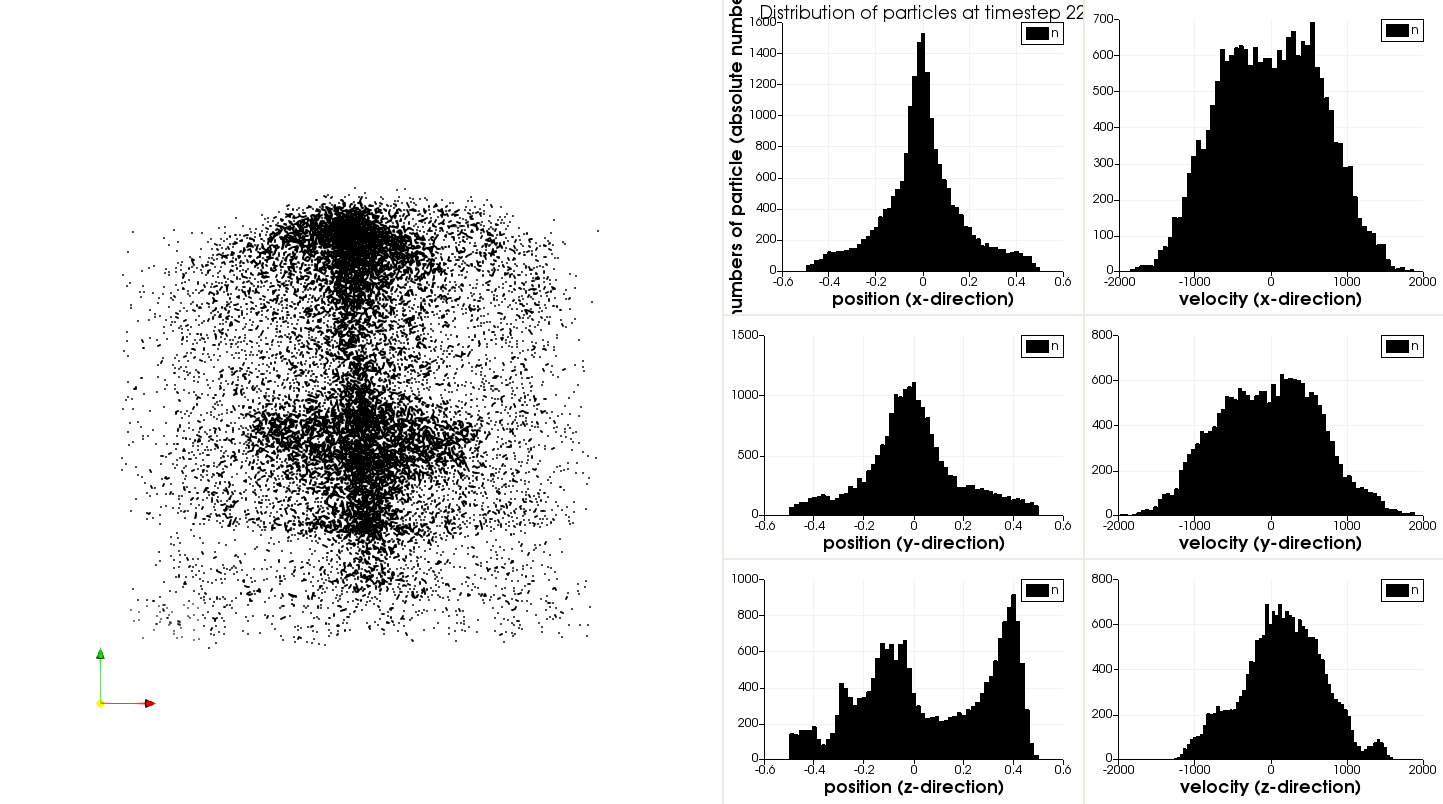 Distribution of particles at timestep 22
numbers of particle (absolute numbe
n
1600
1400
1200
1000
800
600
400
200
0
-0.6 -0.4 -0.2 0 0.2 0.4 0.6
position (x-direction)
n
700
600
500
400
300
200
100
0
-2000 -1000 0 1000 2000
velocity (x-direction)
n
1500
1000
500
0
-0.6 -0.4 -0.2 0 0.2 0.4 0.6
position (y-direction)
n
800
600
400
200
0
-2000 -1000 0 1000 2000
velocity (y-direction)
n
1000
800
600
400
200
0
-0.6 -0.4 -0.2 0 0.2 0.4 0.6
position (z-direction)
n
800
600
400
200
0
-2000 -1000 0 1000 2000
velocity (z-direction)